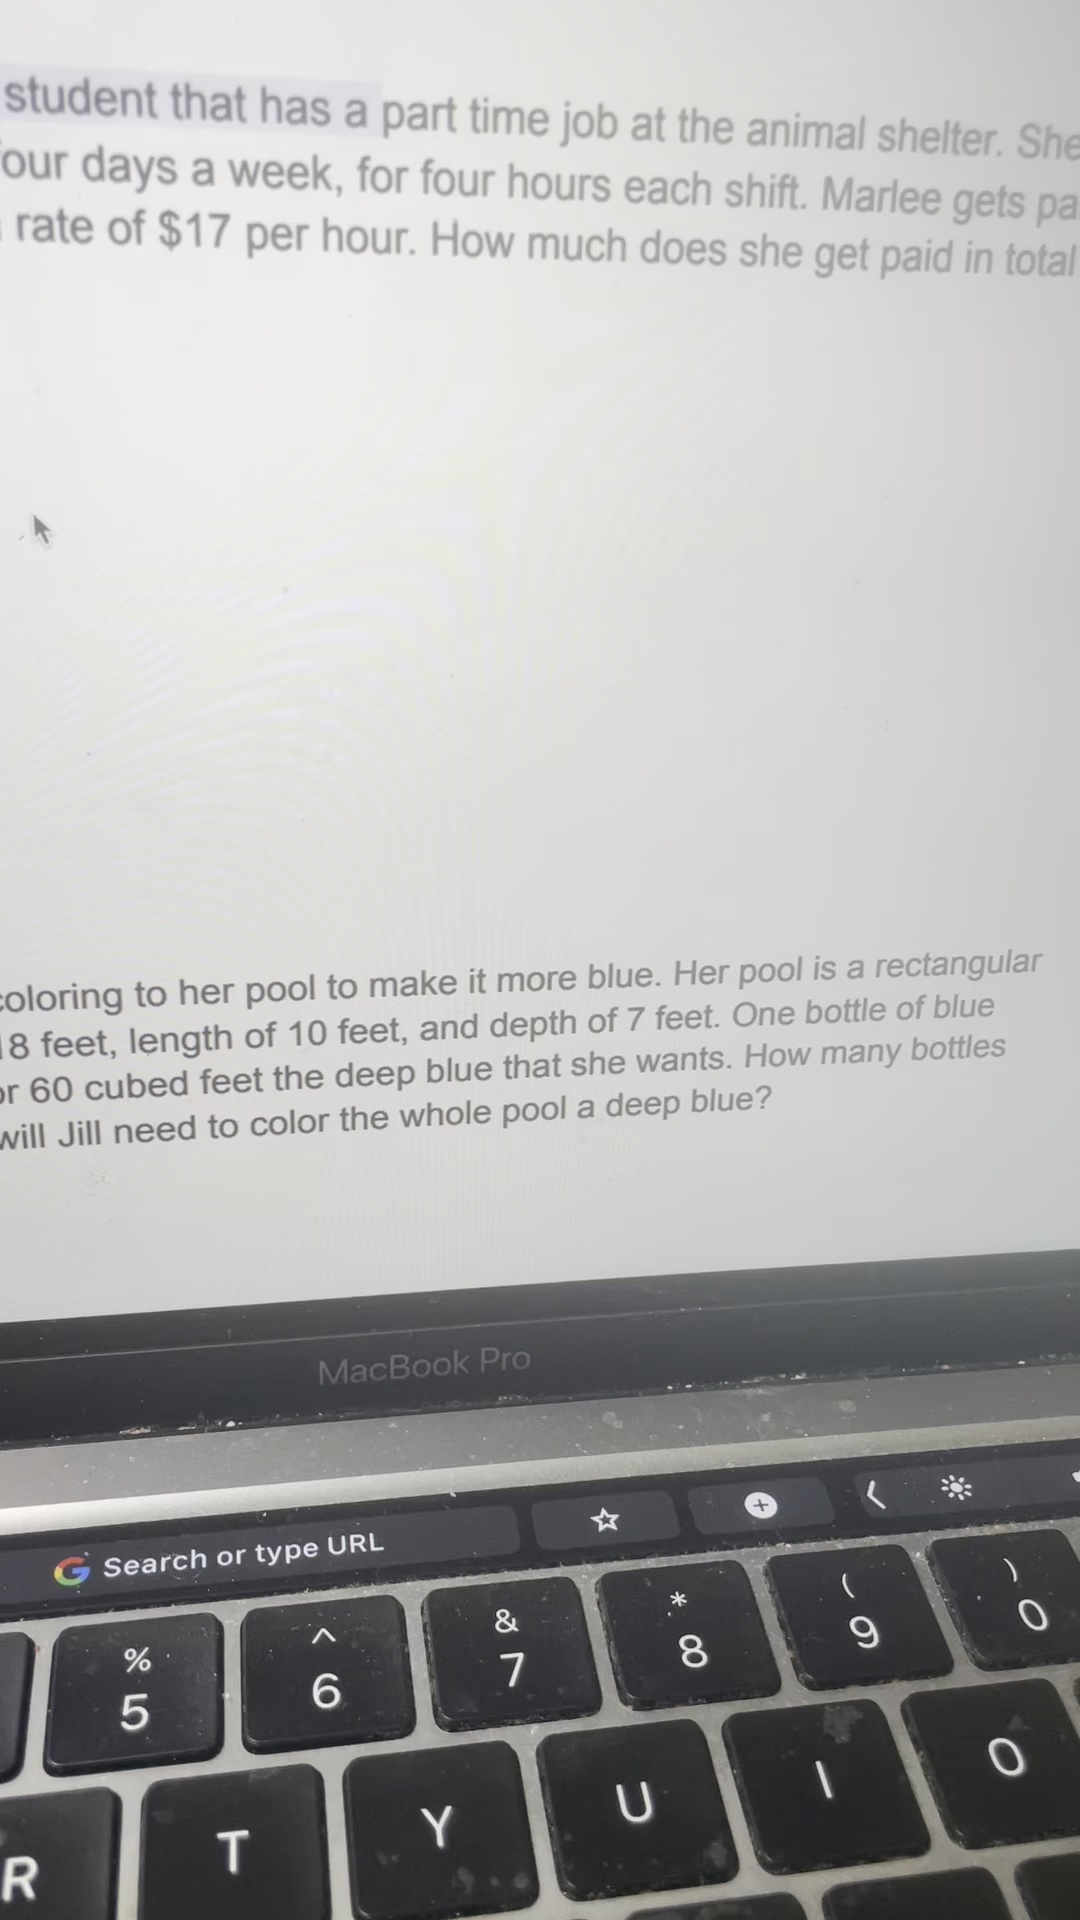 student that has a part time job at the animal shelter. She
four days a week, for four hours each shift. Marlee gets pa
rate of $17 per hour. How much does she get paid in total
coloring to her pool to make it more blue. Her pool is a rectangular
18 feet, length of 10 feet, and depth of 7 feet. One bottle of blue
or 60 cubed feet the deep blue that she wants. How many bottles
will Jill need to color the whole pool a deep blue?
MacBook Pro
G Search or type URL
% ^ & * ( )
5 6 7 8 9 0
R T Y U I O